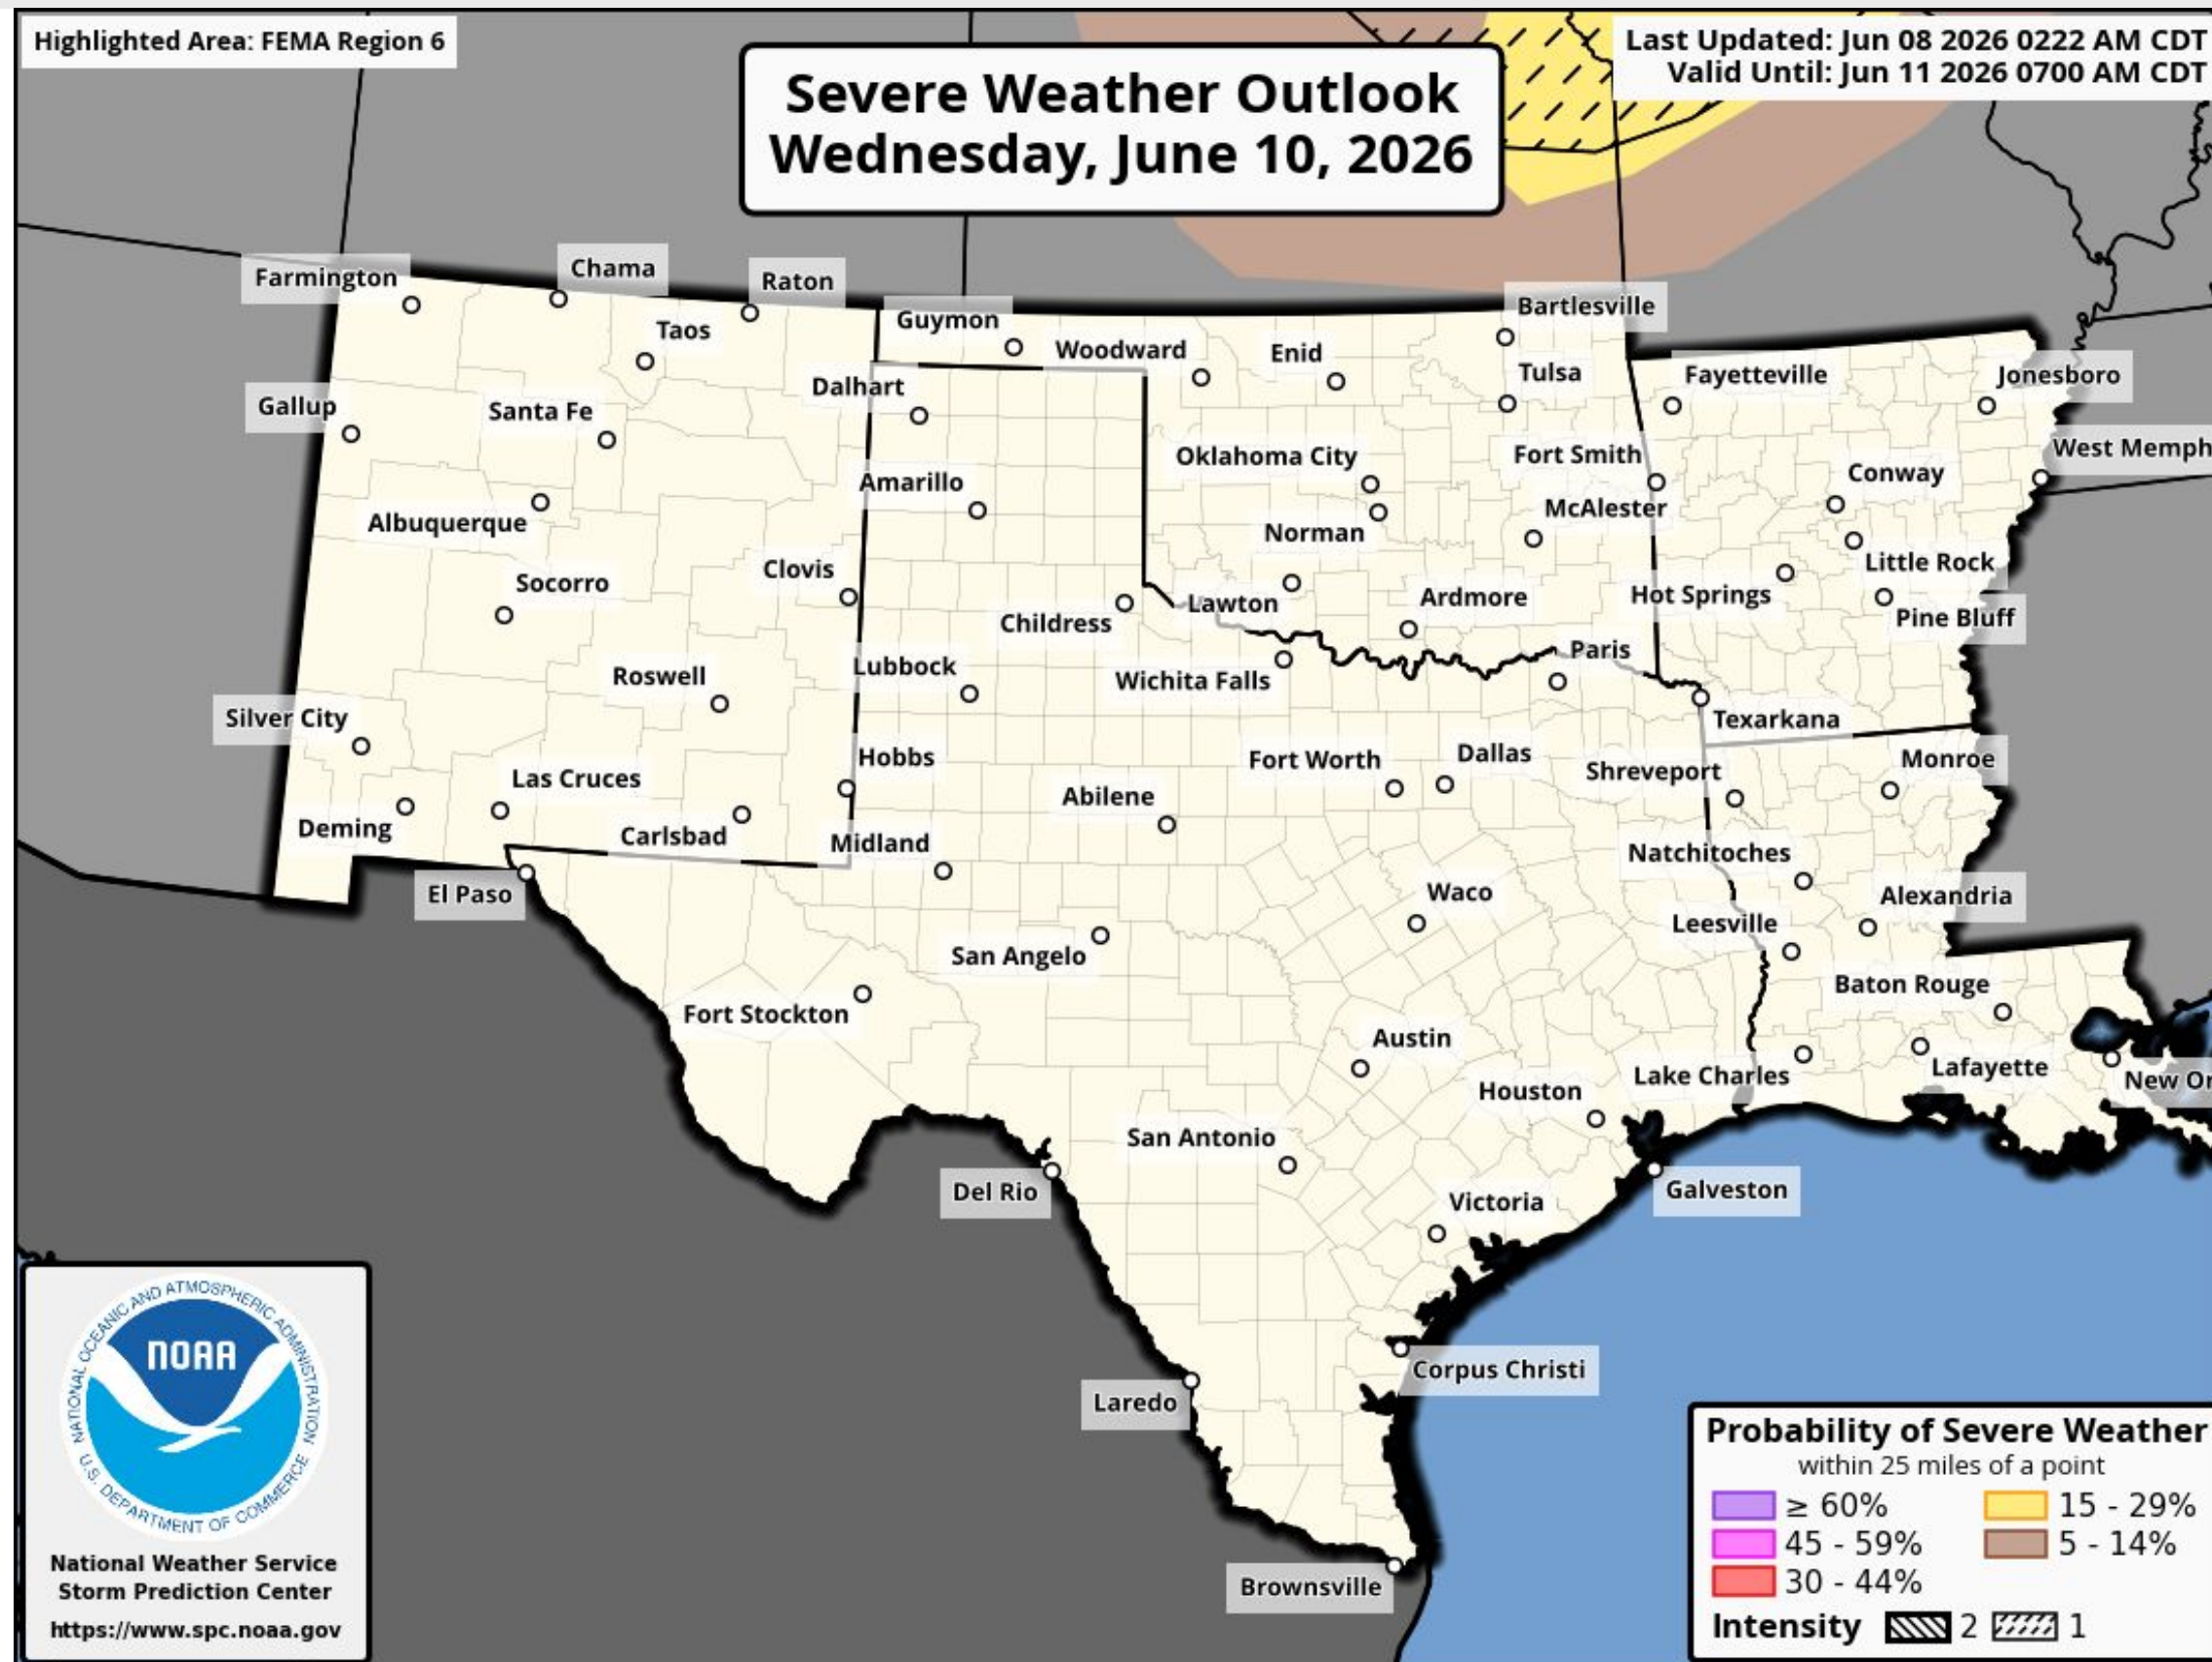 Highlighted Area: FEMA Region 6
Last Updated: Jun 08 2026 0222 AM CDT
Valid Until: Jun 11 2026 0700 AM CDT
Severe Weather Outlook
Wednesday, June 10, 2026
Farmington
Chama
Raton
Taos
Guymon
Woodward
Enid
Bartlesville
Tulsa
Fayetteville
Jonesboro
Gallup
Santa Fe
Dalhart
Amarillo
Oklahoma City
Fort Smith
West Memph
Conway
Albuquerque
Norman
McAlester
Little Rock
Socorro
Clovis
Childress
Lawton
Ardmore
Hot Springs
Pine Bluff
Roswell
Lubbock
Wichita Falls
Paris
Silver City
Texarkana
Hobbs
Fort Worth
Dallas
Shreveport
Monroe
Las Cruces
Abilene
Deming
Carlsbad
Midland
Natchitoches
El Paso
Waco
Alexandria
Leesville
San Angelo
Baton Rouge
Fort Stockton
Austin
Lafayette
Lake Charles
New Or
Houston
San Antonio
Del Rio
Galveston
Victoria
Corpus Christi
Laredo
Brownsville
NATIONAL OCEANIC AND ATMOSPHERIC ADMINISTRATION
NOAA
U.S. DEPARTMENT OF COMMERCE
National Weather Service
Storm Prediction Center
https://www.spc.noaa.gov
Probability of Severe Weather
within 25 miles of a point
≥ 60% 15 - 29%
45 - 59% 5 - 14%
30 - 44%
Intensity 2 1